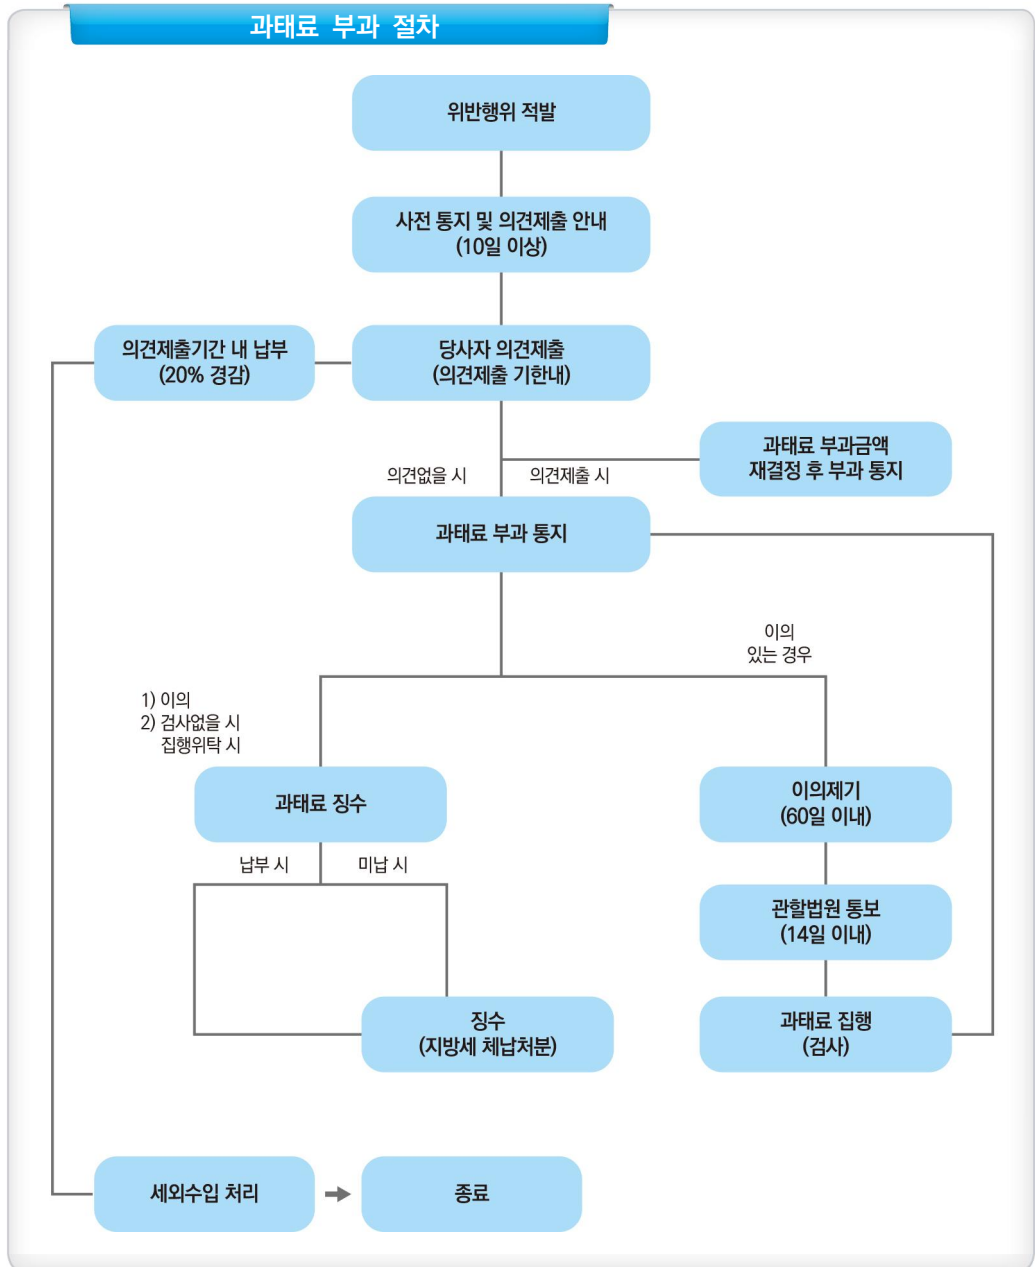 과태료 부과 절차
위반행위 적발
사전 통지 및 의견제출 안내
(10일 이상)
의견제출기간 내 납부
(20% 경감)
당사자 의견제출
(의견제출 기한내)
과태료 부과금액
재결정 후 부과 통지
의견없을 시
의견제출 시
과태료 부과 통지
이의
있는 경우
1) 이의
2) 검사없을 시
집행위탁 시
과태료 징수
이의제기
(60일 이내)
납부 시
미납 시
관할법원 통보
(14일 이내)
징수
(지방세 체납처분)
과태료 집행
(검사)
세외수입 처리
종료